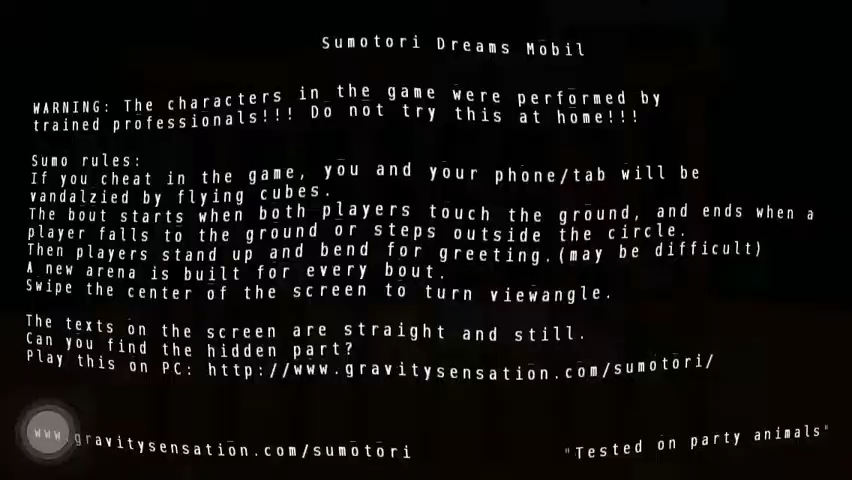 Sumotori Dreams Mobil
WARNING: The characters in the game were performed by
trained professionals!!! Do not try this at home!!!
Sumo rules:
If you cheat in the game, you and your phone/tab will be
vandalzied by flying cubes.
The bout starts when both players touch the ground, and ends when a
player falls to the ground or steps outside the circle.
Then players stand up and bend for greeting.(may be difficult)
A new arena is built for every bout.
Swipe the center of the screen to turn viewangle.
The texts on the screen are straight and still.
Can you find the hidden part?
Play this on PC: http://www.gravitysensation.com/sumotori/
www.gravitysensation.com/sumotori
"Tested on party animals"